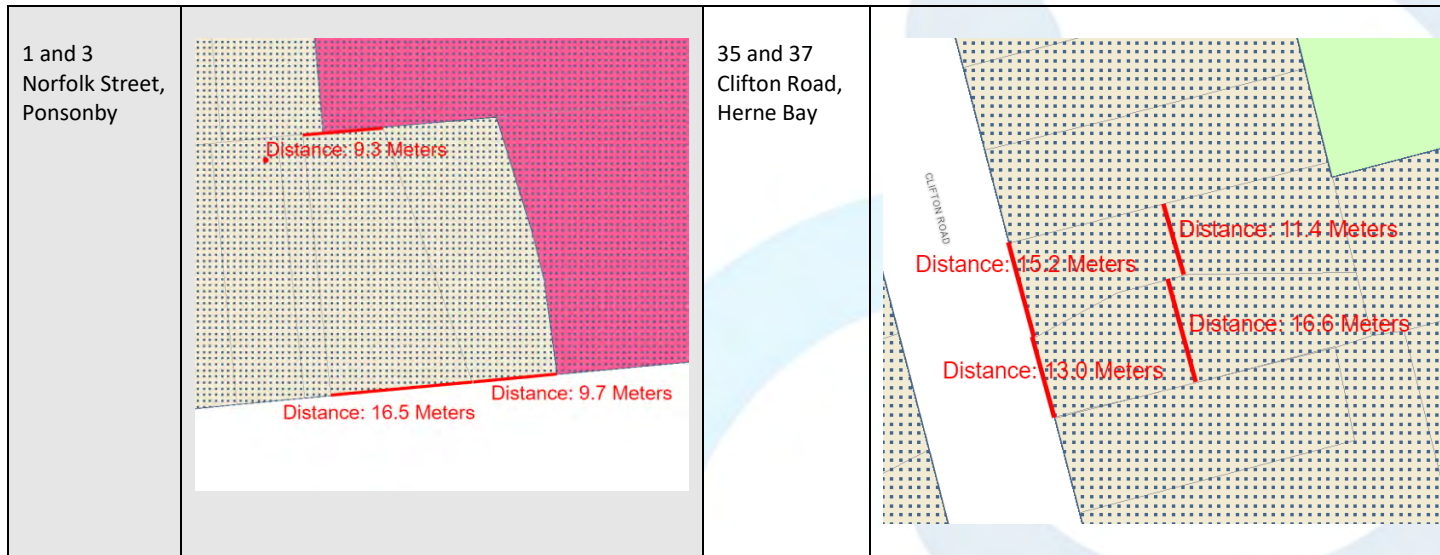 1 and 3
Norfolk Street,
Ponsonby
Distance: 9.3 Meters
Distance: 9.7 Meters
Distance: 16.5 Meters
35 and 37
Clifton Road,
Herne Bay
CLIFTON ROAD
Distance: 11.4 Meters
Distance: 15.2 Meters
Distance: 16.6 Meters
Distance: 13.0 Meters